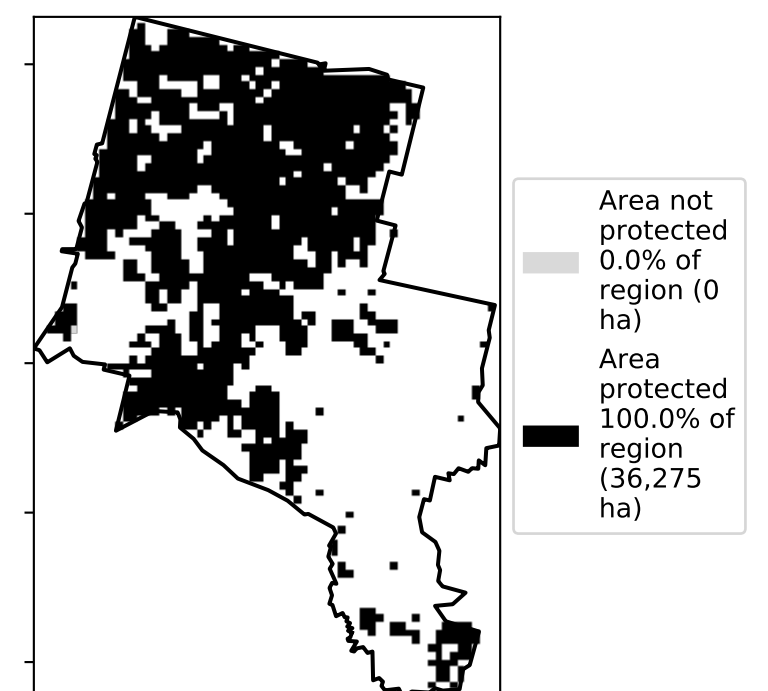 Area not
protected
0.0% of
region (0
ha)
Area
protected
100.0% of
region
(36,275
ha)